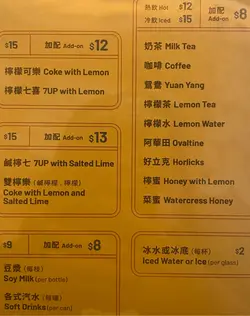 $15 加配 Add-on $12
檸檬可樂 Coke with Lemon
檸檬七喜 7UP with Lemon
$15 加配 Add-on $13
鹹檸七 7UP with Salted Lime
雙檸樂 (鹹檸檬, 檸檬)
Coke with Lemon and
Salted Lime
$9 加配 Add-on $8
豆漿 (每樽)
Soy Milk (per bottle)
各式汽水 (每罐)
Soft Drinks (per can)
熱飲 Hot $12
凍飲 Iced $15
加配 Add-on $8
奶茶 Milk Tea
咖啡 Coffee
鴛鴦 Yuan Yang
檸檬茶 Lemon Tea
檸檬水 Lemon Water
阿華田 Ovaltine
好立克 Horlicks
檸蜜 Honey with Lemon
菜蜜 Watercress Honey
冰水或冰底 (每杯) $2
Iced Water or Ice (per glass)